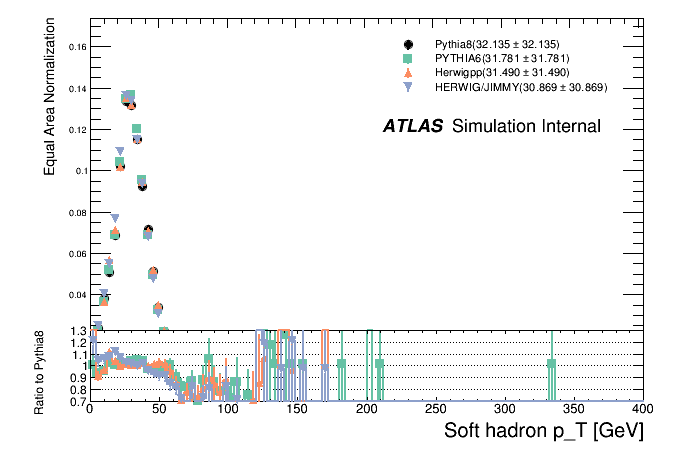 Equal Area Normalization
0.16
0.14
0.12
0.1
0.08
0.06
0.04
Pythia8(32.135 ± 32.135)
PYTHIA6(31.781 ± 31.781)
Herwigpp(31.490 ± 31.490)
HERWIG/JIMMY(30.869 ± 30.869)
ATLAS Simulation Internal
Ratio to Pythia8
1.3
1.2
1.1
1.0
0.9
0.8
0.7
0 50 100 150 200 250 300 350 400
Soft hadron p_T [GeV]